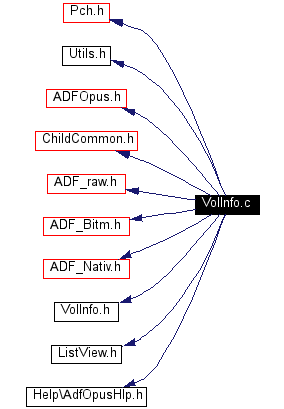 Pch.h
Utils.h
ADFOpus.h
ChildCommon.h
ADF_raw.h
VolInfo.c
ADF_Bitm.h
ADF_Nativ.h
VolInfo.h
ListView.h
Help\AdfOpusHlp.h